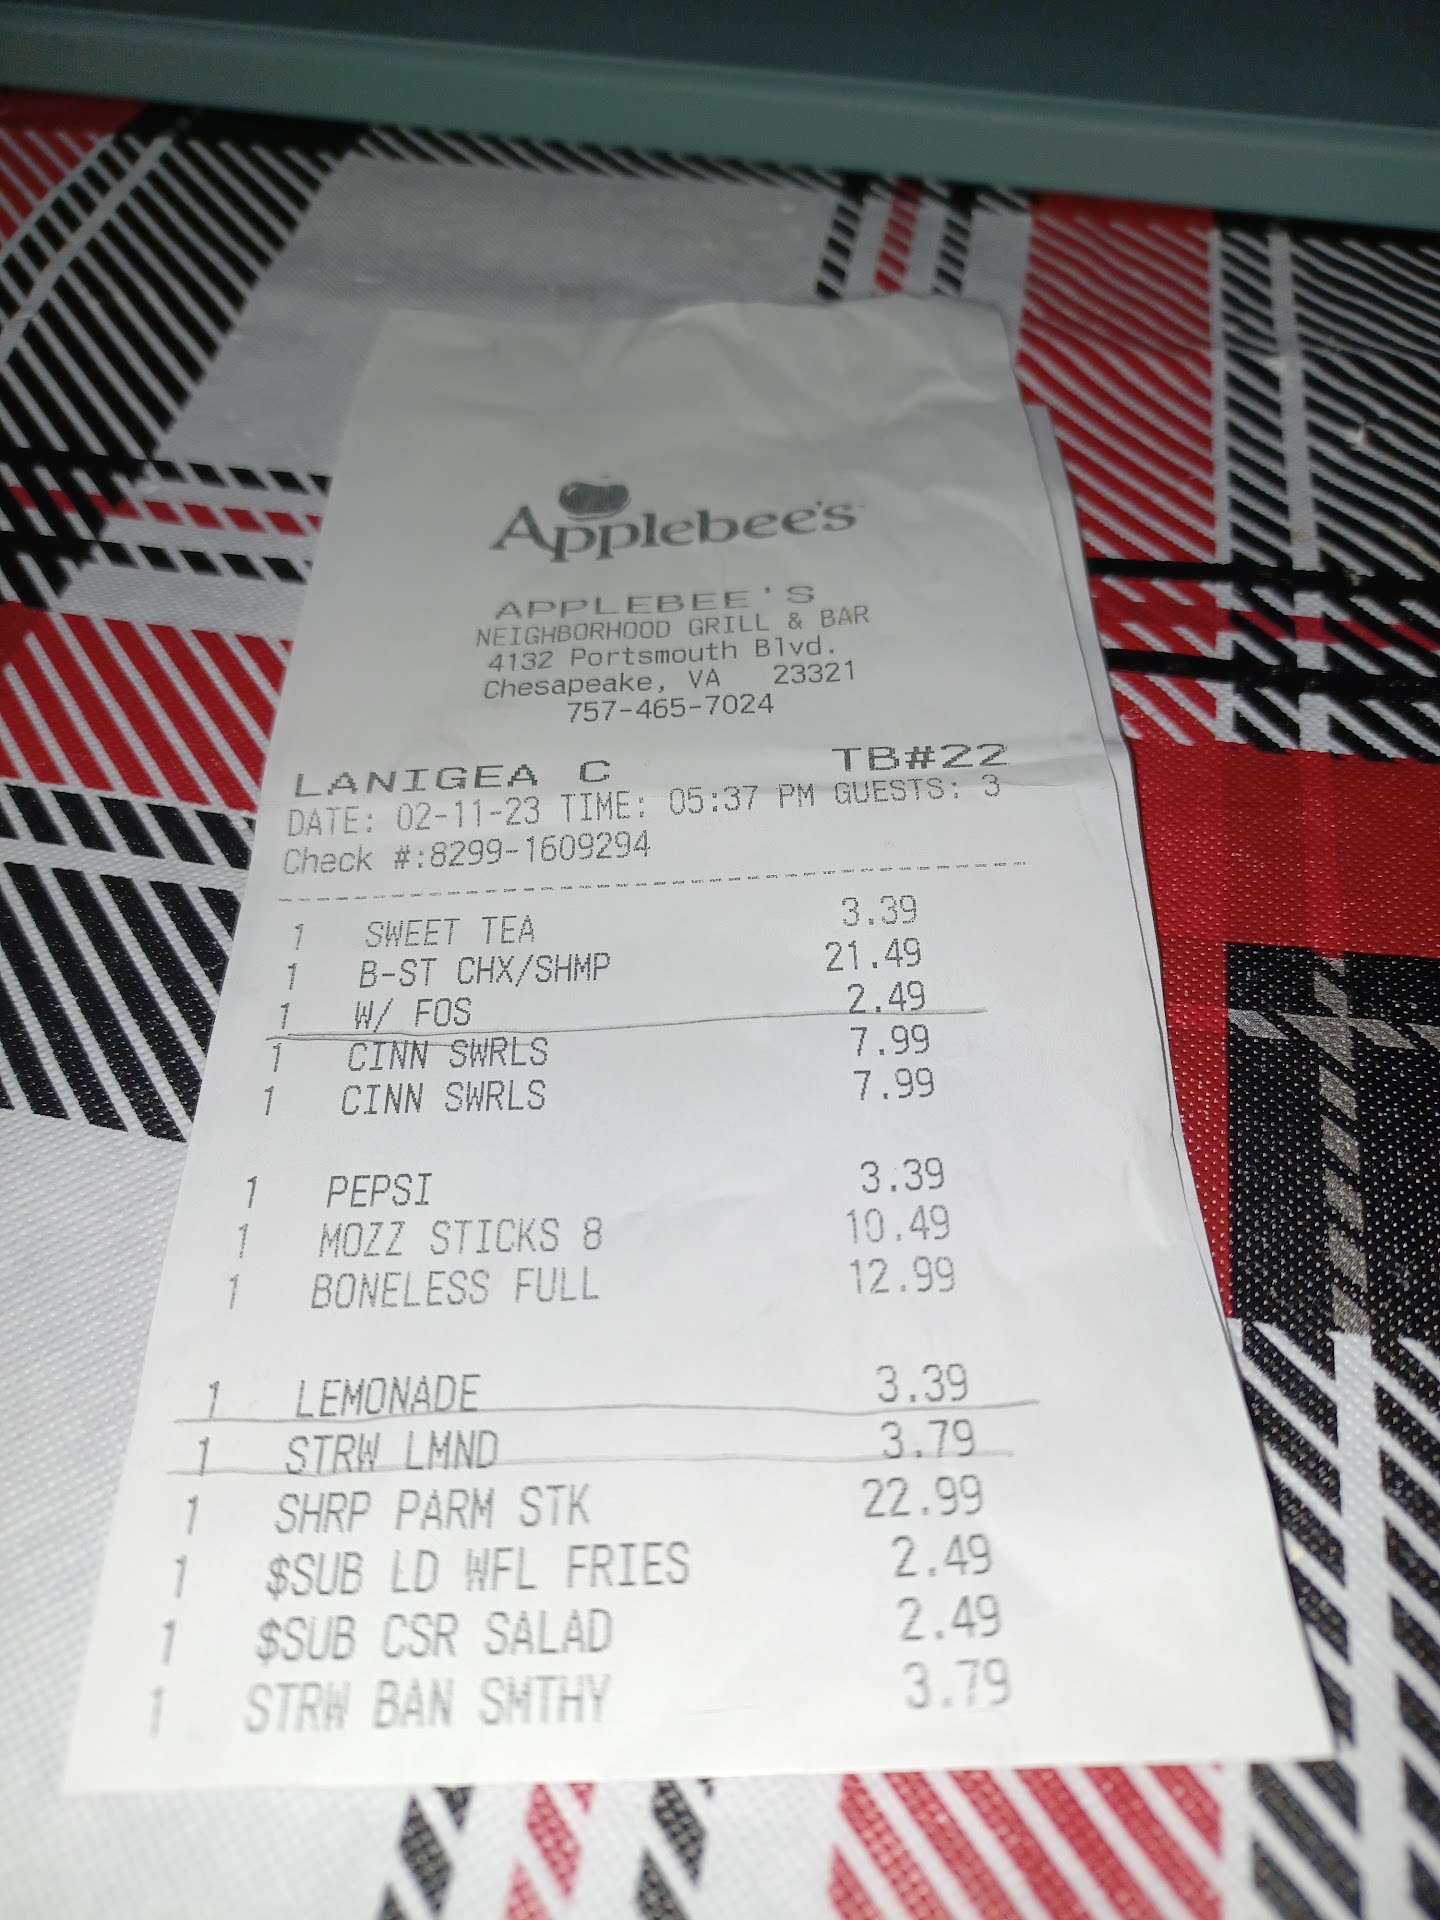 Applebee's
APPLEBEE'S
NEIGHBORHOOD GRILL & BAR
4132 Portsmouth Blvd.
Chesapeake, VA 23321
757-465-7024
LANIGEA C TB#22
DATE: 02-11-23 TIME: 05:37 PM GUESTS: 3
Check #:8299-1609294
1 SWEET TEA 3.39
1 B-ST CHX/SHMP 21.49
1 W/ FOS 2.49
1 CINN SWRLS 7.99
1 CINN SWRLS 7.99
1 PEPSI 3.39
1 MOZZ STICKS 8 10.49
1 BONELESS FULL 12.99
1 LEMONADE 3.39
1 STRW LMND 3.79
1 SHRP PARM STK 22.99
1 $SUB LD WFL FRIES 2.49
1 $SUB CSR SALAD 2.49
1 STRW BAN SMTHY 3.79